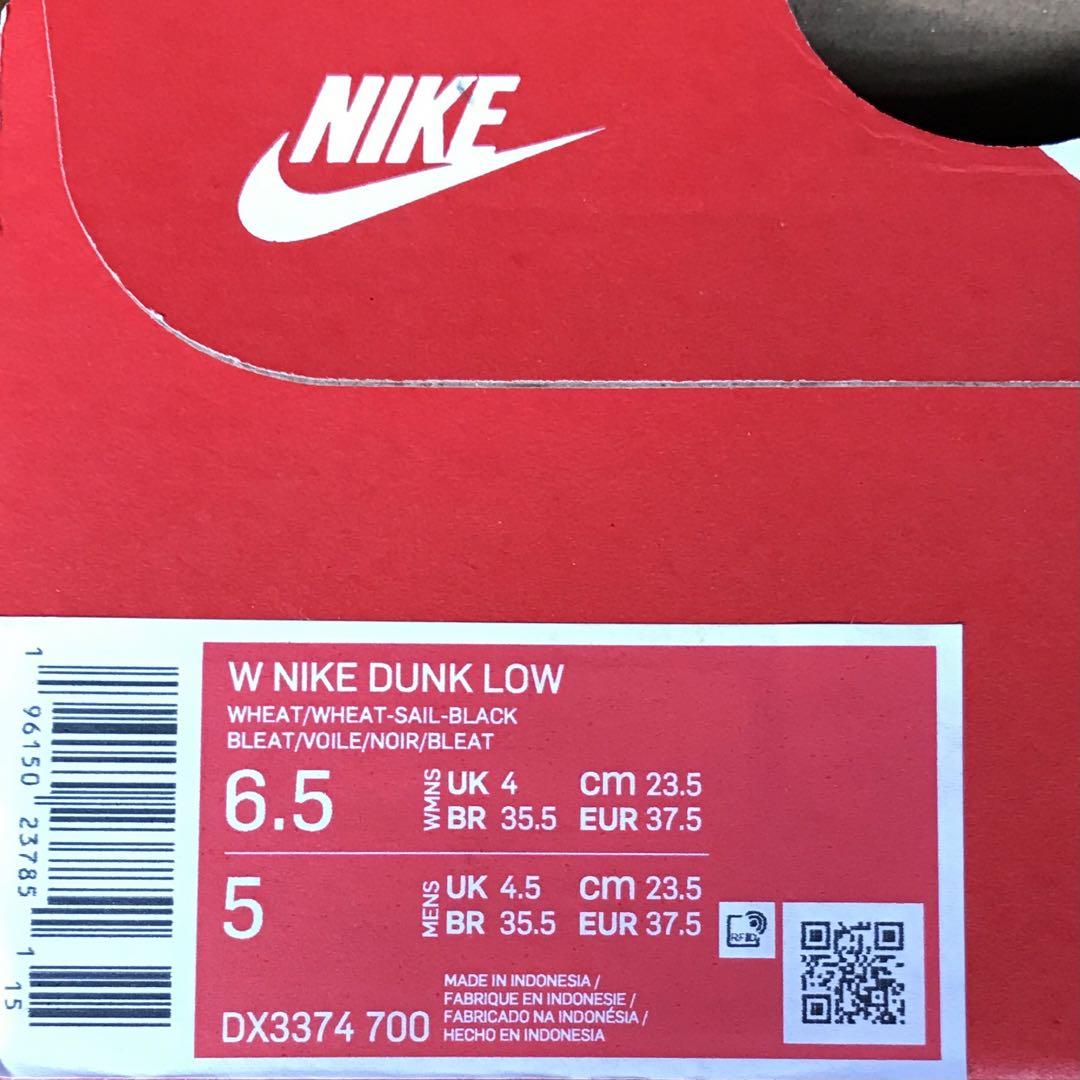 NIKE
W NIKE DUNK LOW
WHEAT/WHEAT-SAIL-BLACK
BLEAT/VOILE/NOIR/BLEAT
6.5 WMNS UK 4 cm 23.5
BR 35.5 EUR 37.5
5 MENS UK 4.5 cm 23.5
BR 35.5 EUR 37.5
RFID
MADE IN INDONESIA /
FABRIQUE EN INDONESIE /
FABRICADO NA INDONÉSIA /
HECHO EN INDONESIA
DX3374 700
1 96150 23785 1 15